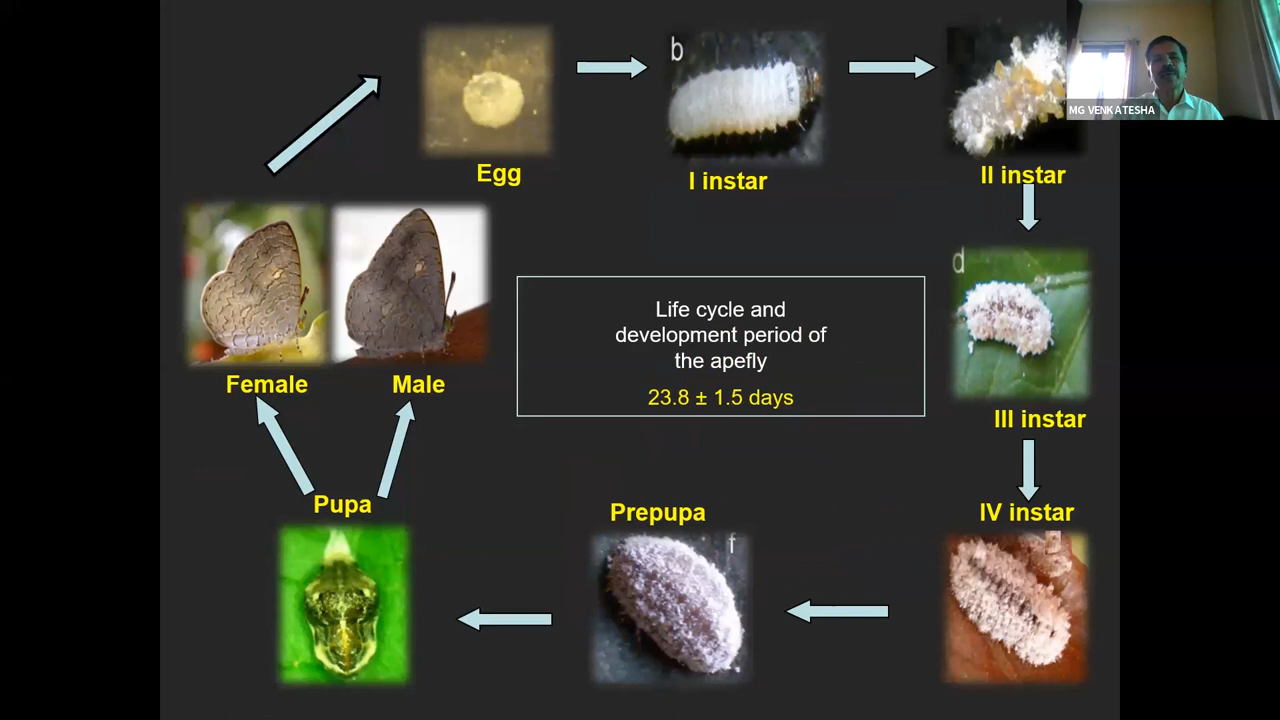 b
MG VENKATESHA
Egg
I instar
II instar
d
Life cycle and
development period of
the apefly
23.8 ± 1.5 days
Female
Male
III instar
Pupa
Prepupa
IV instar
f